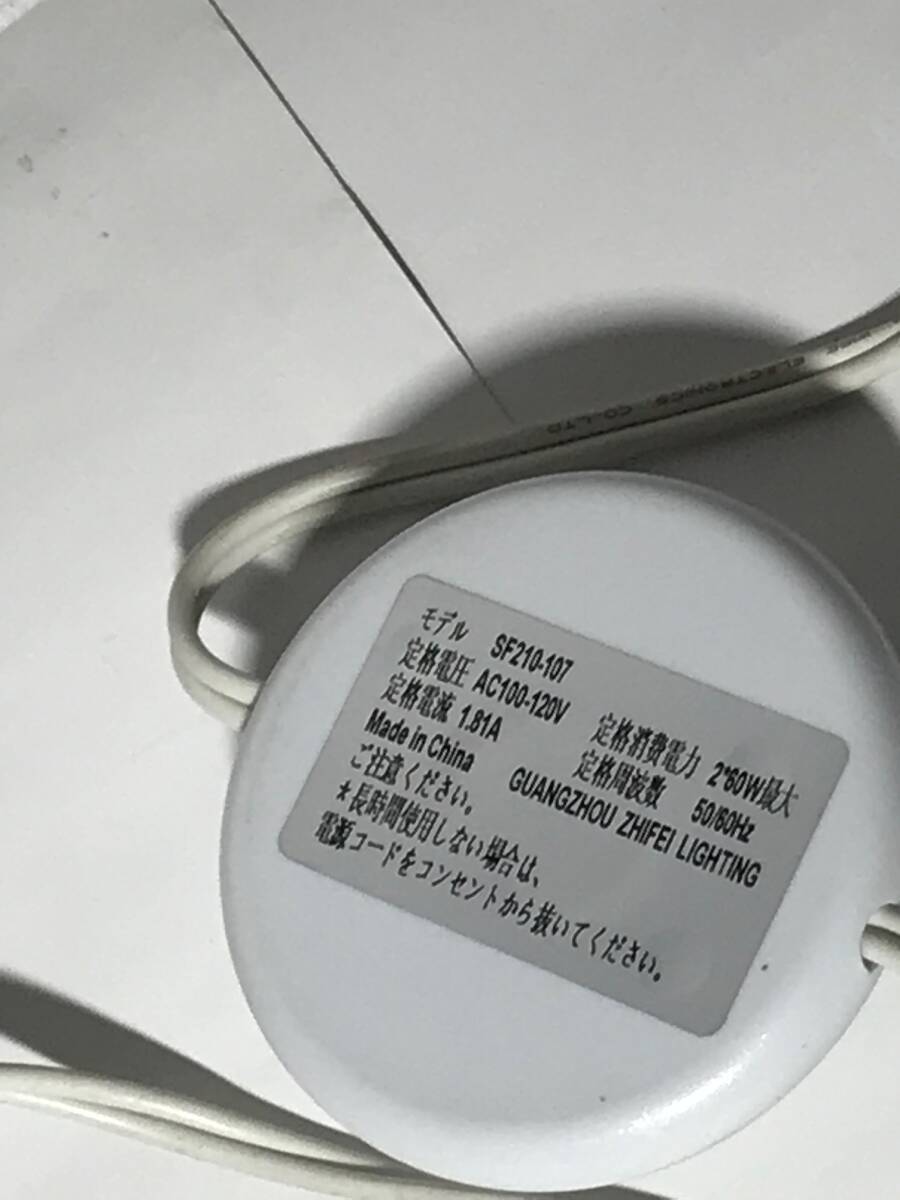 WIRE ELECTRONICS CO-LTD
モデル SF210-107
定格電圧 AC100-120V 定格消費電力 2*60W最大
定格電流 1.81A 定格周波数 50/60Hz
Made in China GUANGZHOU ZHIFEI LIGHTING
ご注意ください。
*長時間使用しない場合は、
電源コードをコンセントから抜いてください。